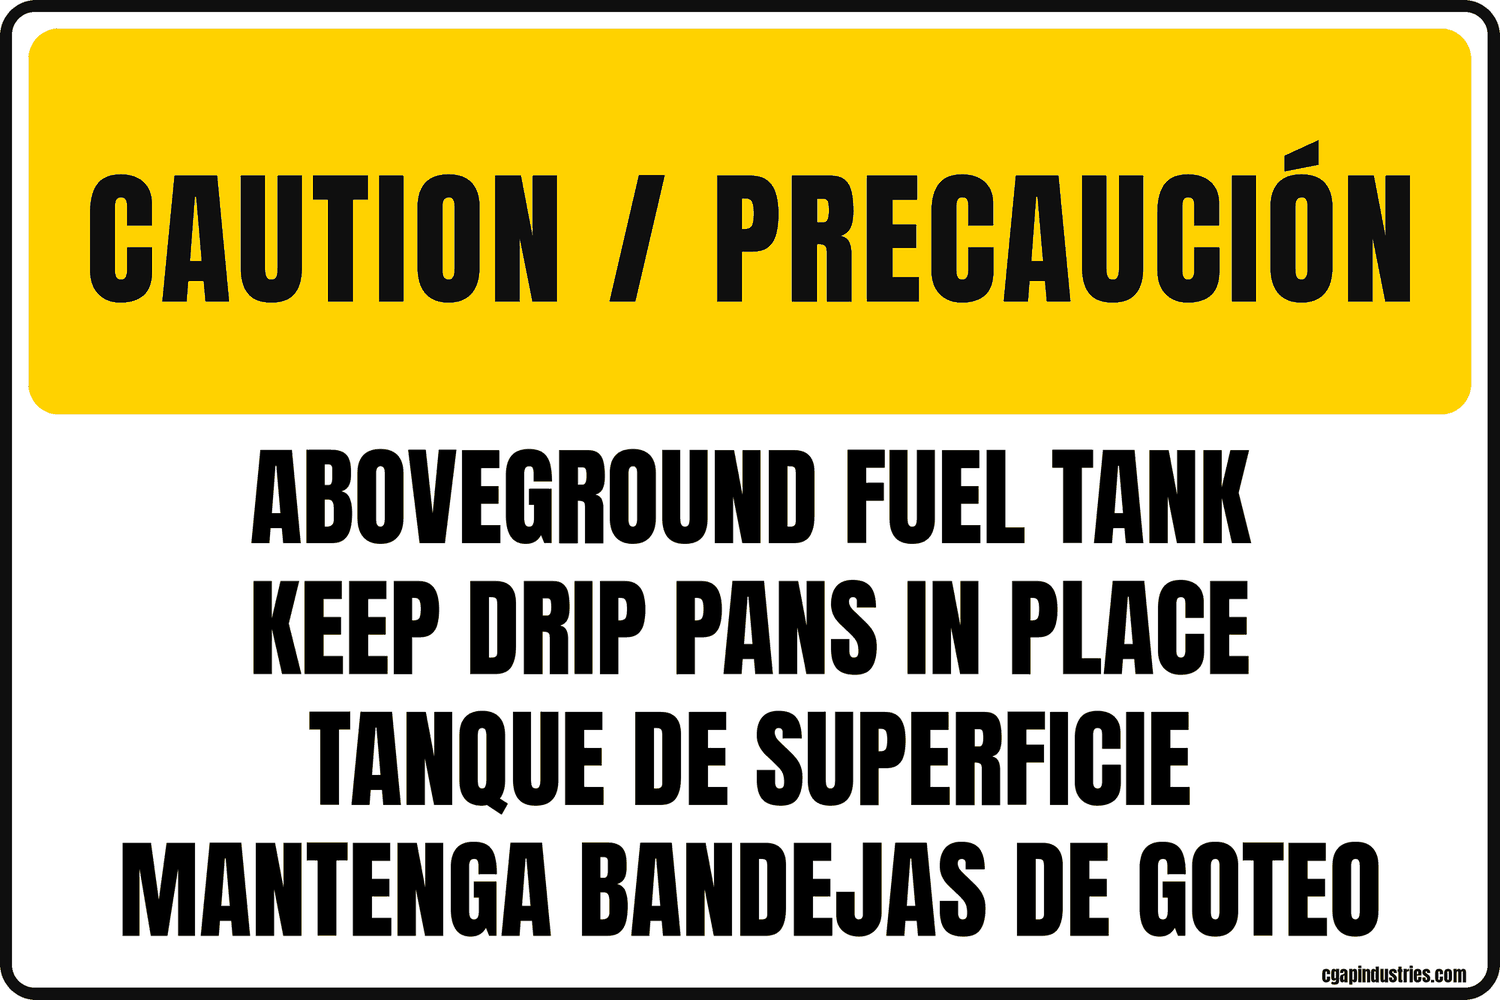 CAUTION / PRECAUCIÓN
ABOVEGROUND FUEL TANK
KEEP DRIP PANS IN PLACE
TANQUE DE SUPERFICIE
MANTENGA BANDEJAS DE GOTEO
cgapindustries.com